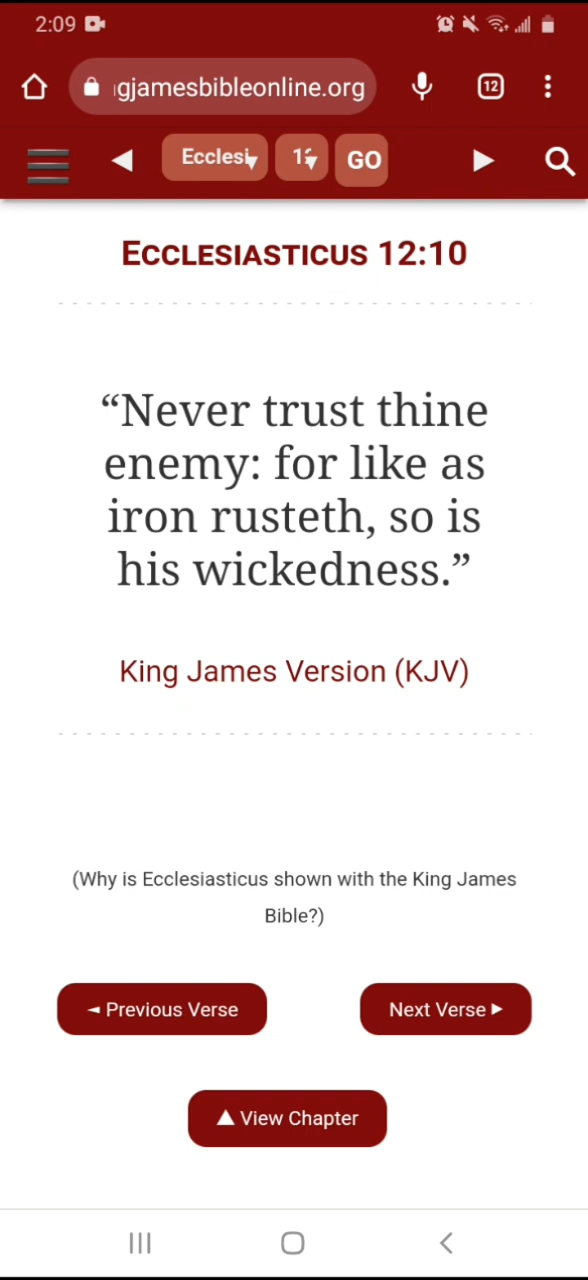 2:09
gjamesbibleonline.org
12
Ecclesi
GO
ECCLESIASTICUS 12:10
“Never trust thine
enemy: for like as
iron rusteth, so is
his wickedness.”
King James Version (KJV)
(Why is Ecclesiasticus shown with the King James
Bible?)
◄ Previous Verse
Next Verse ►
▲ View Chapter